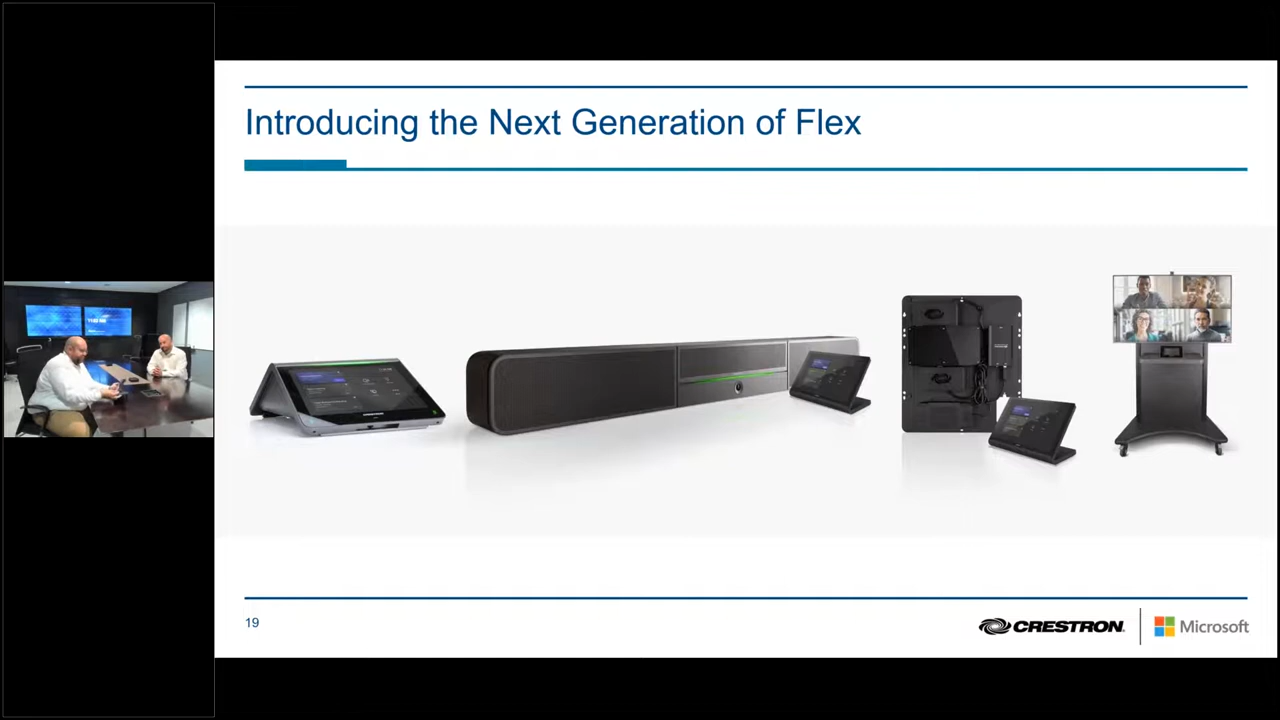 Introducing the Next Generation of Flex
19
CRESTRON
Microsoft